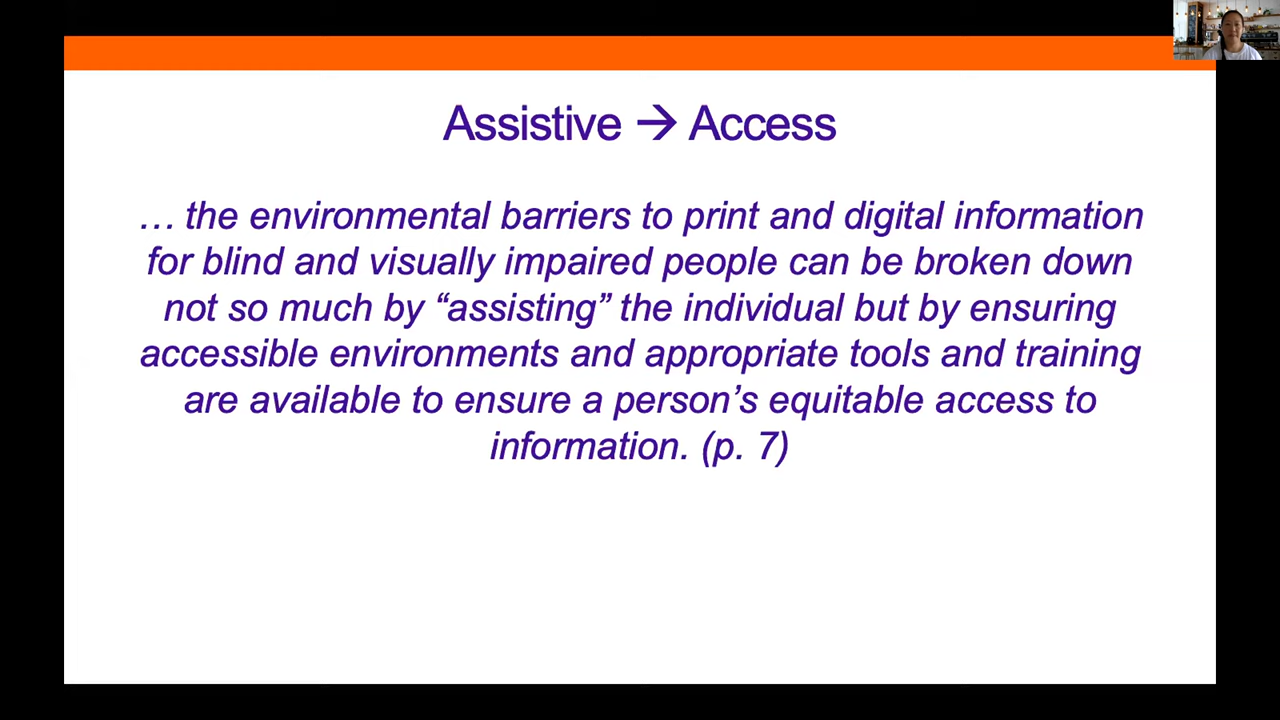 Assistive → Access
… the environmental barriers to print and digital information
for blind and visually impaired people can be broken down
not so much by “assisting” the individual but by ensuring
accessible environments and appropriate tools and training
are available to ensure a person’s equitable access to
information. (p. 7)